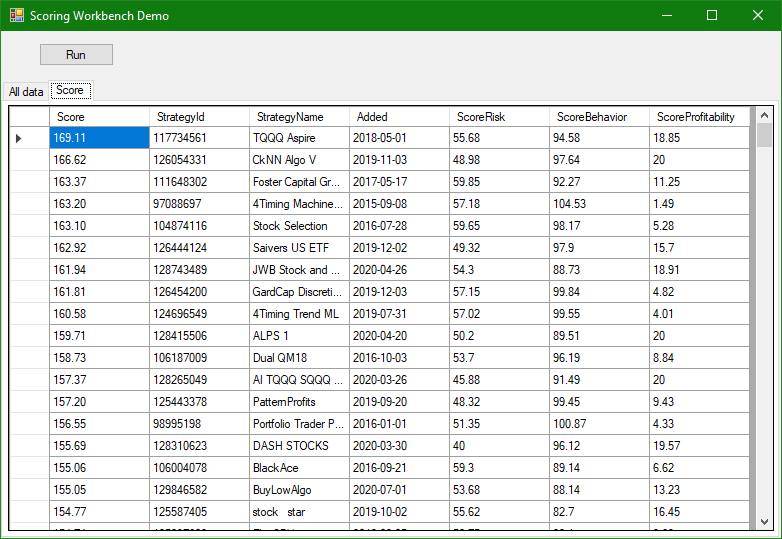 Scoring Workbench Demo
Run
All data Score
Score StrategyId StrategyName Added ScoreRisk ScoreBehavior ScoreProfitability
169.11 117734561 TQQQ Aspire 2018-05-01 55.68 94.58 18.85
166.62 126054331 CkNN Algo V 2019-11-03 48.98 97.64 20
163.37 111648302 Foster Capital Gr... 2017-05-17 59.85 92.27 11.25
163.20 97088697 4Timing Machine... 2015-09-08 57.18 104.53 1.49
163.10 104874116 Stock Selection 2016-07-28 59.65 98.17 5.28
162.92 126444124 Saivers US ETF 2019-12-02 49.32 97.9 15.7
161.94 128743489 JWB Stock and ... 2020-04-26 54.3 88.73 18.91
161.81 126454200 GardCap Discreti... 2019-12-03 57.15 99.84 4.82
160.58 124696549 4Timing Trend ML 2019-07-31 57.02 99.55 4.01
159.71 128415506 ALPS 1 2020-04-20 50.2 89.51 20
158.73 106187009 Dual QM18 2016-10-03 53.7 96.19 8.84
157.37 128265049 AI TQQQ SQQQ ... 2020-03-26 45.88 91.49 20
157.20 125443378 PatternProfits 2019-09-20 48.32 99.45 9.43
156.55 98995198 Portfolio Trader P... 2016-01-01 51.35 100.87 4.33
155.69 128310623 DASH STOCKS 2020-03-30 40 96.12 19.57
155.06 106004078 BlackAce 2016-09-21 59.3 89.14 6.62
155.05 129846582 BuyLowAlgo 2020-07-01 53.68 88.14 13.23
154.77 125587405 stock star 2019-10-02 55.62 82.7 16.45